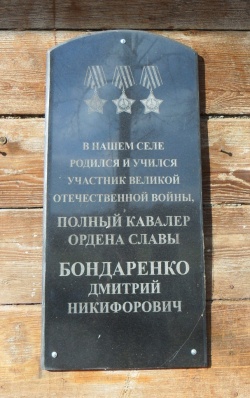 В НАШЕМ СЕЛЕ
РОДИЛСЯ И УЧИЛСЯ
УЧАСТНИК ВЕЛИКОЙ
ОТЕЧЕСТВЕННОЙ ВОЙНЫ,
ПОЛНЫЙ КАВАЛЕР
ОРДЕНА СЛАВЫ
БОНДАРЕНКО
ДМИТРИЙ
НИКИФОРОВИЧ